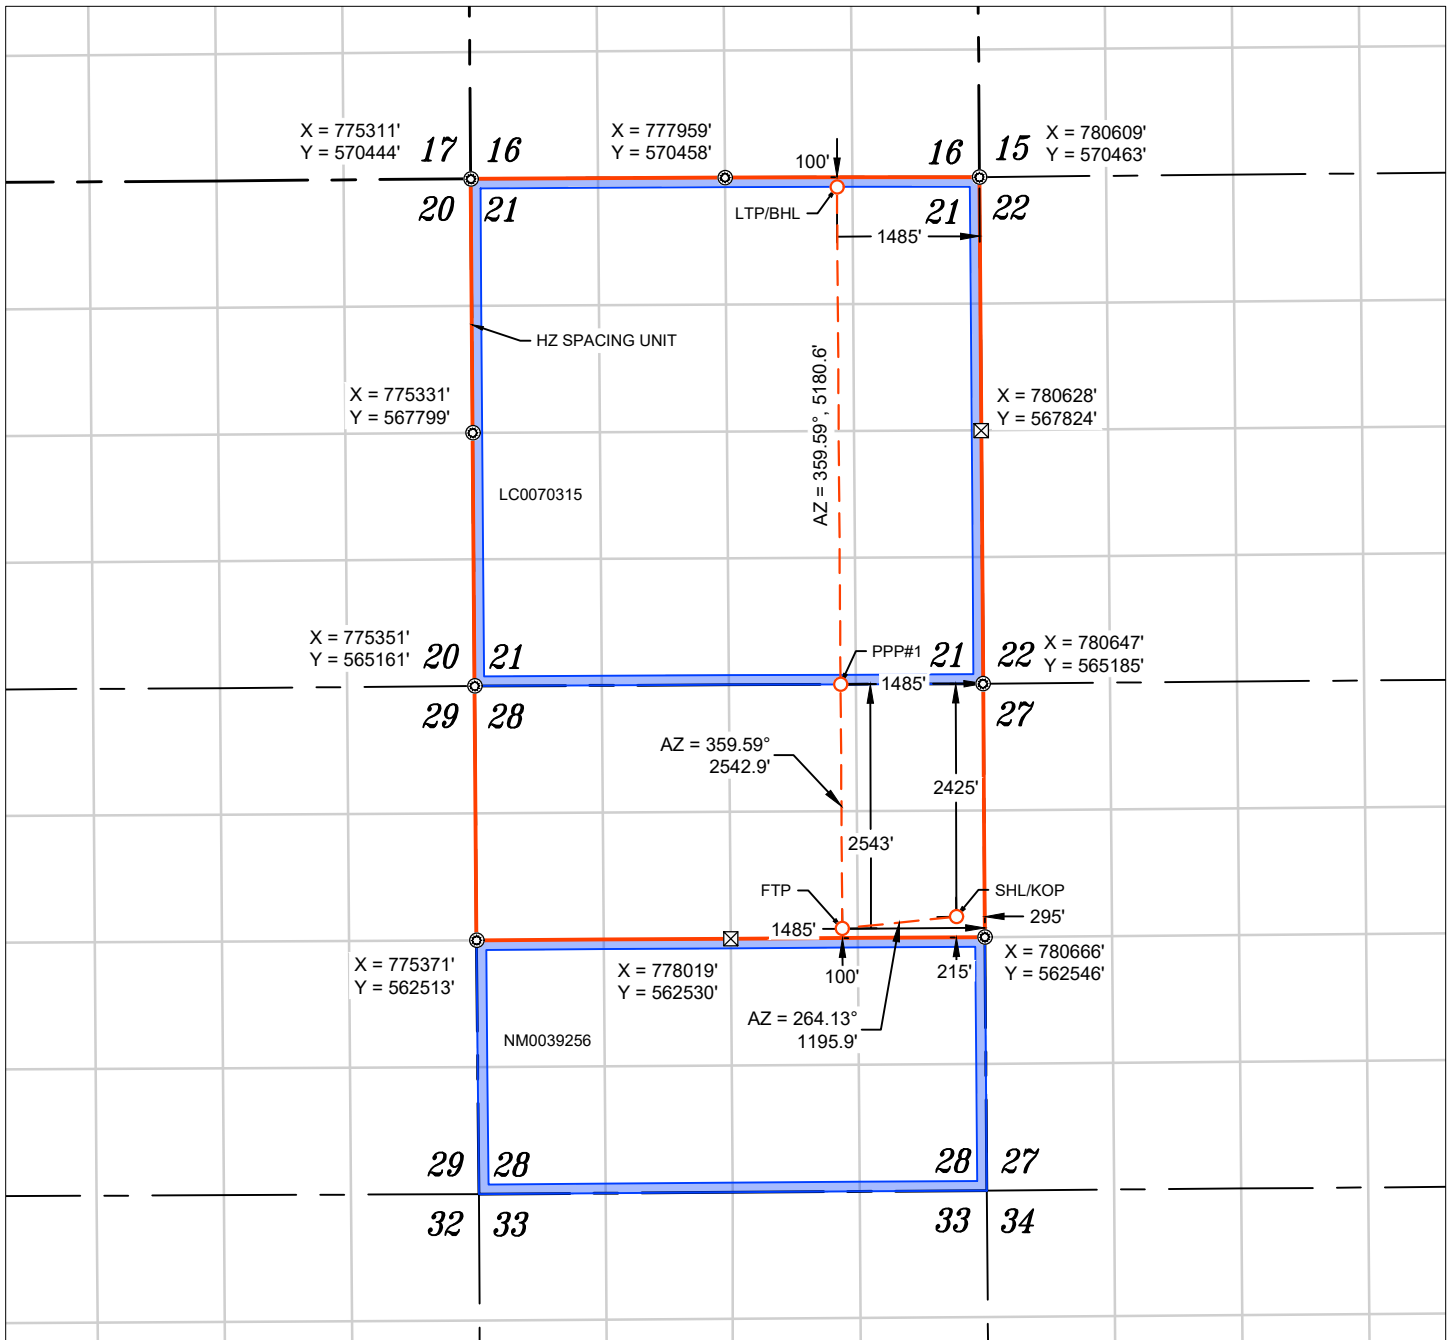 X = 775311'
Y = 570444'
17 16
X = 777959'
Y = 570458'
100'
16 15
X = 780609'
Y = 570463'
20 21
LTP/BHL
21 22
1485'
HZ SPACING UNIT
AZ = 359.59°, 5180.6'
X = 775331'
Y = 567799'
X = 780628'
Y = 567824'
LC0070315
X = 775351'
Y = 565161'
20 21
PPP#1
21 22
X = 780647'
Y = 565185'
1485'
29 28
27
AZ = 359.59°
2542.9'
2425'
2543'
FTP
SHL/KOP
1485'
295'
X = 775371'
Y = 562513'
X = 778019'
Y = 562530'
100'
215'
X = 780666'
Y = 562546'
AZ = 264.13°
1195.9'
NM0039256
29 28
28 27
32 33
33 34